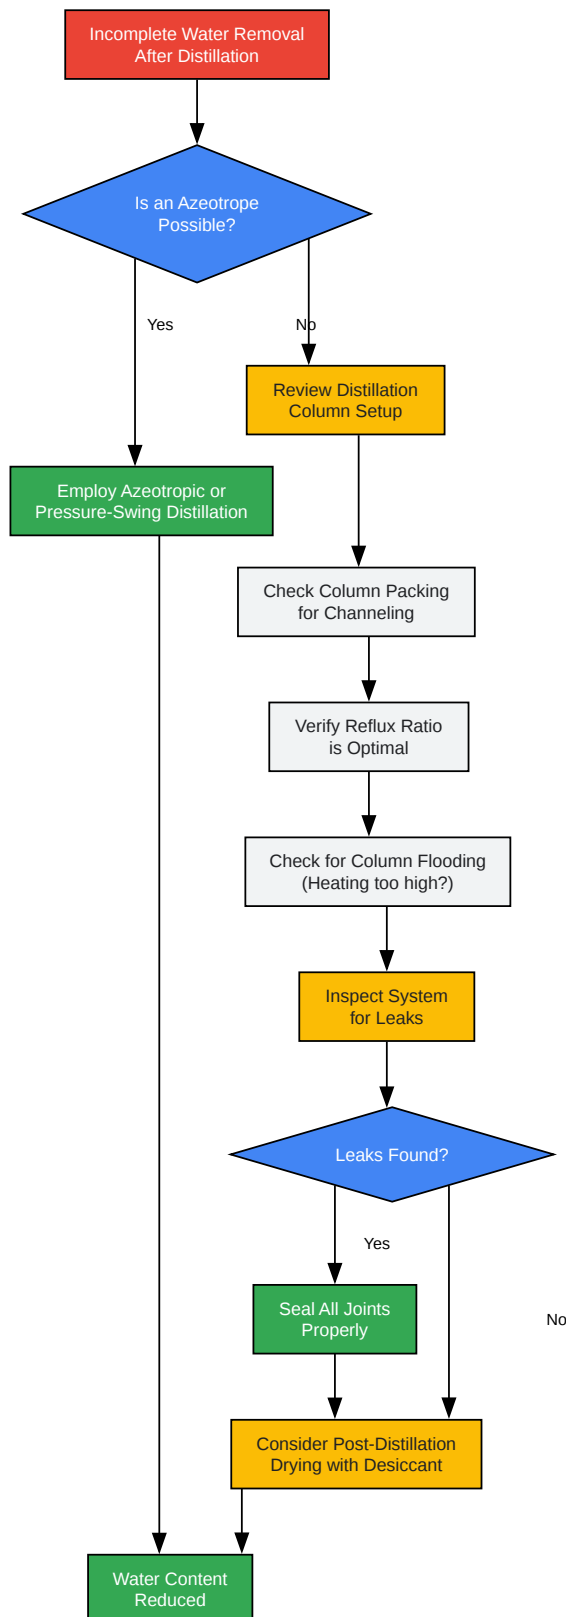 Incomplete Water Removal
After Distillation
Is an Azeotrope
Possible?
Yes
No
Review Distillation
Column Setup
Employ Azeotropic or
Pressure-Swing Distillation
Check Column Packing
for Channeling
Verify Reflux Ratio
is Optimal
Check for Column Flooding
(Heating too high?)
Inspect System
for Leaks
Leaks Found?
Yes
Seal All Joints
Properly
No
Consider Post-Distillation
Drying with Desiccant
Water Content
Reduced